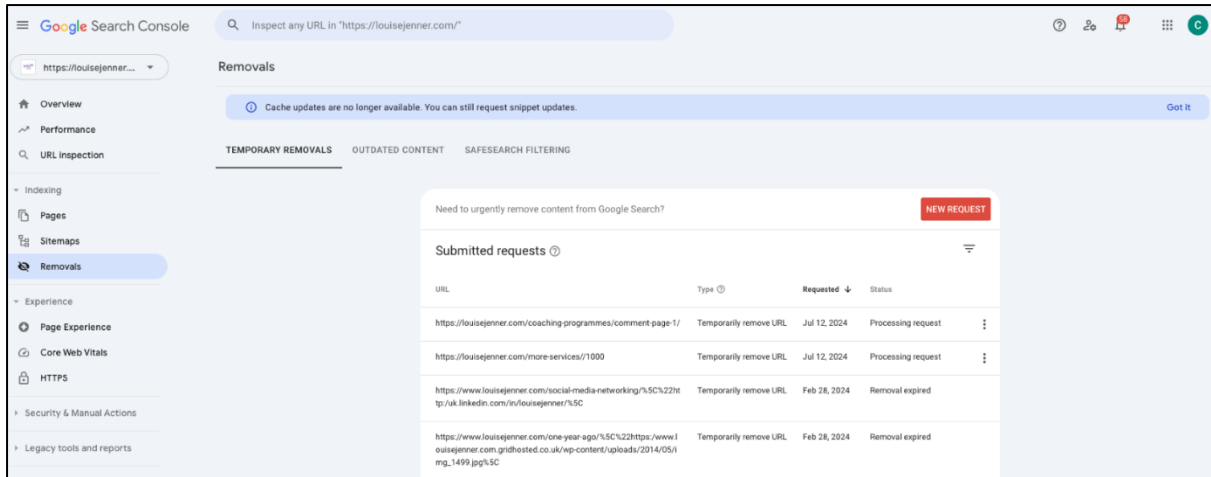 Google Search Console
Inspect any URL in "https://louisejenner.com/"
58
C
https://louisejenner....
Removals
Overview
Cache updates are no longer available. You can still request snippet updates.
Got it
Performance
URL inspection
TEMPORARY REMOVALS
OUTDATED CONTENT
SAFESEARCH FILTERING
Indexing
Pages
Sitemaps
Removals
Experience
Page Experience
Core Web Vitals
HTTPS
Security & Manual Actions
Legacy tools and reports
Need to urgently remove content from Google Search?
NEW REQUEST
Submitted requests
URL Type Requested Status
https://louisejenner.com/coaching-programmes/comment-page-1/ Temporarily remove URL Jul 12, 2024 Processing request
https://louisejenner.com/more-services//1000 Temporarily remove URL Jul 12, 2024 Processing request
https://www.louisejenner.com/social-media-networking/%5C%22ht Temporarily remove URL Feb 28, 2024 Removal expired
tp:/uk.linkedin.com/in/louisejenner/%5C
https://www.louisejenner.com/one-year-ago/%5C%22https:/www.l Temporarily remove URL Feb 28, 2024 Removal expired
ouisejenner.com.gridhosted.co.uk/wp-content/uploads/2014/05/i
mg_1499.jpg%5C